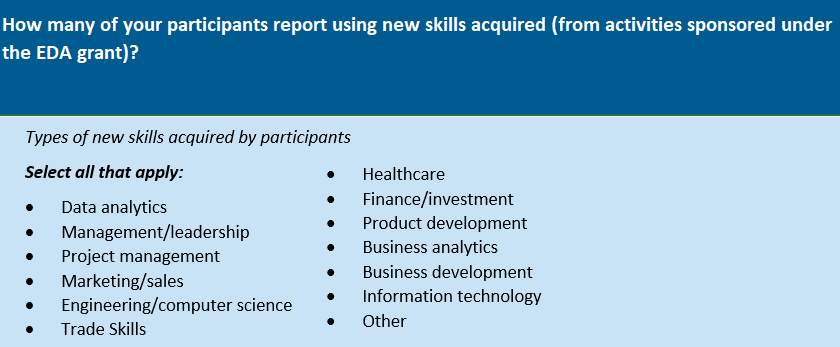 How many of your participants report using new skills acquired (from activities sponsored under
the EDA grant)?
Types of new skills acquired by participants
Select all that apply:
• Data analytics
• Management/leadership
• Project management
• Marketing/sales
• Engineering/computer science
• Trade Skills
• Healthcare
• Finance/investment
• Product development
• Business analytics
• Business development
• Information technology
• Other